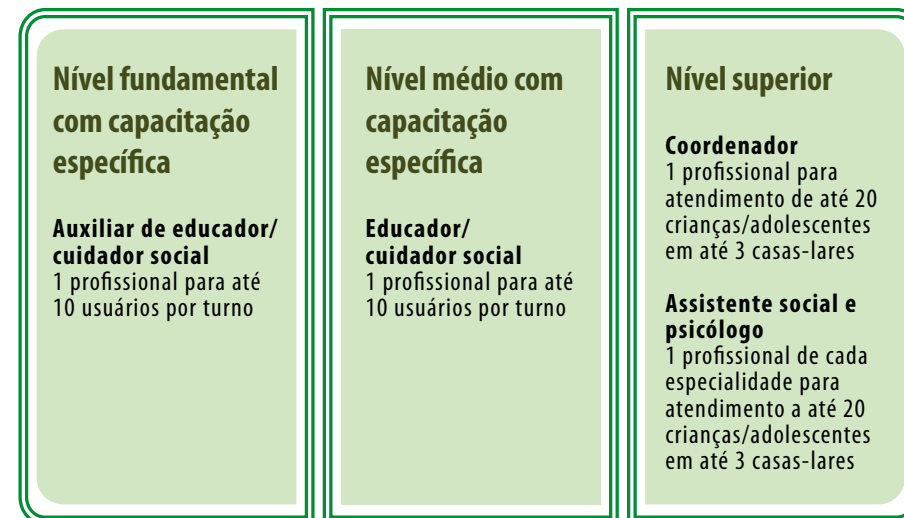 Nível fundamental
com capacitação
específica
Auxiliar de educador/
cuidador social
1 profissional para até
10 usuários por turno
Nível médio com
capacitação
específica
Educador/
cuidador social
1 profissional para até
10 usuários por turno
Nível superior
Coordenador
1 profissional para
atendimento de até 20
crianças/adolescentes
em até 3 casas-lares
Assistente social e
psicólogo
1 profissional de cada
especialidade para
atendimento a até 20
crianças/adolescentes
em até 3 casas-lares